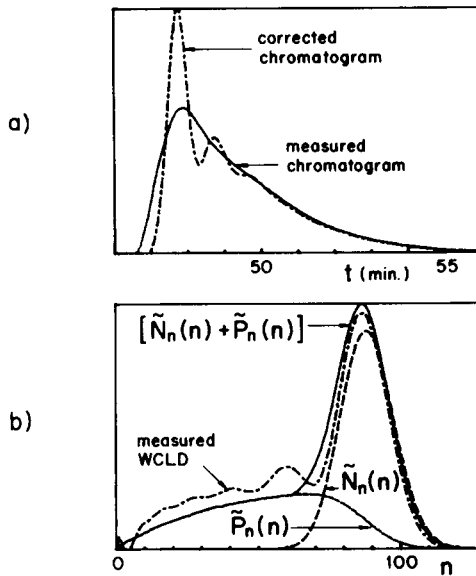 a)
corrected
chromatogram
measured
chromatogram
50
55
t (min.)
b)
[Ñₙ(n) + P̃ₙ(n)]
measured
WCLD
Ñₙ(n)
P̃ₙ(n)
0
100
n